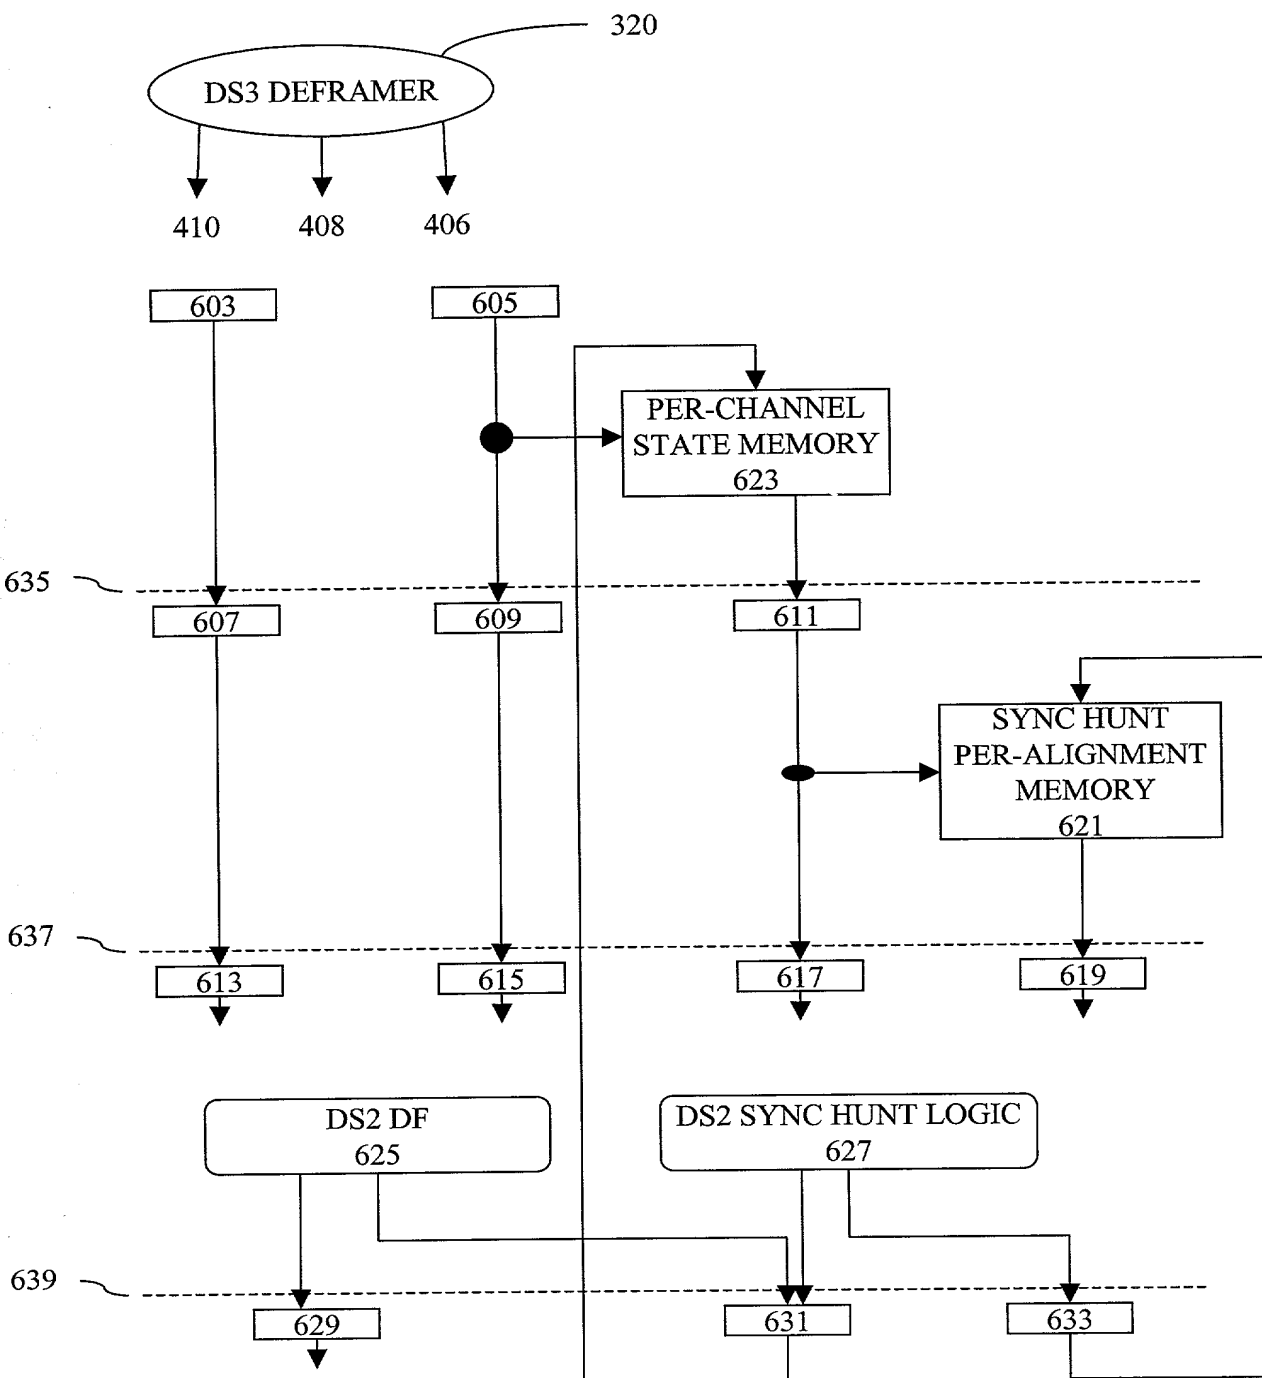 320
DS3 DEFRAMER
410
408
406
603
605
PER-CHANNEL
STATE MEMORY
623
635
607
609
611
SYNC HUNT
PER-ALIGNMENT
MEMORY
621
637
613
615
617
619
DS2 DF
625
DS2 SYNC HUNT LOGIC
627
639
629
631
633